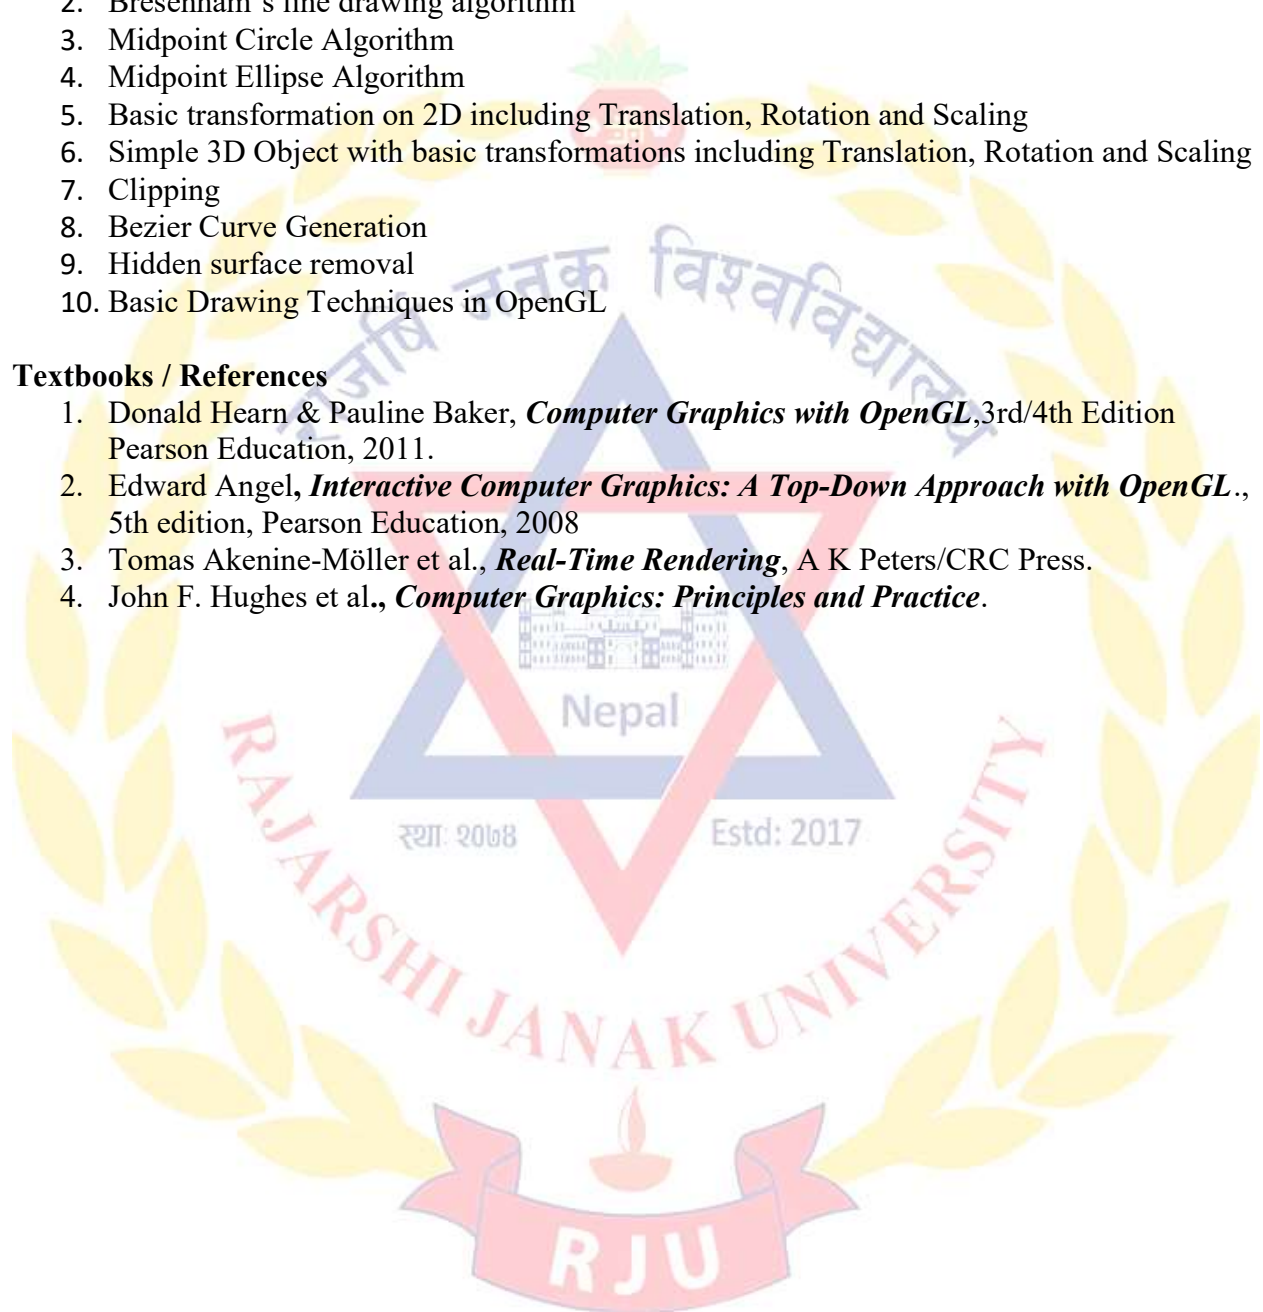 2. Bresenham's line drawing algorithm
3. Midpoint Circle Algorithm
4. Midpoint Ellipse Algorithm
5. Basic transformation on 2D including Translation, Rotation and Scaling
6. Simple 3D Object with basic transformations including Translation, Rotation and Scaling
7. Clipping
8. Bezier Curve Generation
9. Hidden surface removal
10. Basic Drawing Techniques in OpenGL
Textbooks / References
1. Donald Hearn & Pauline Baker, Computer Graphics with OpenGL,3rd/4th Edition
Pearson Education, 2011.
2. Edward Angel, Interactive Computer Graphics: A Top-Down Approach with OpenGL.,
5th edition, Pearson Education, 2008
3. Tomas Akenine-Möller et al., Real-Time Rendering, A K Peters/CRC Press.
4. John F. Hughes et al., Computer Graphics: Principles and Practice.
राजर्षि जनक विश्वविद्यालय
Nepal
स्था: २०७४ Estd: 2017
RAJARSHI JANAK UNIVERSITY
RJU